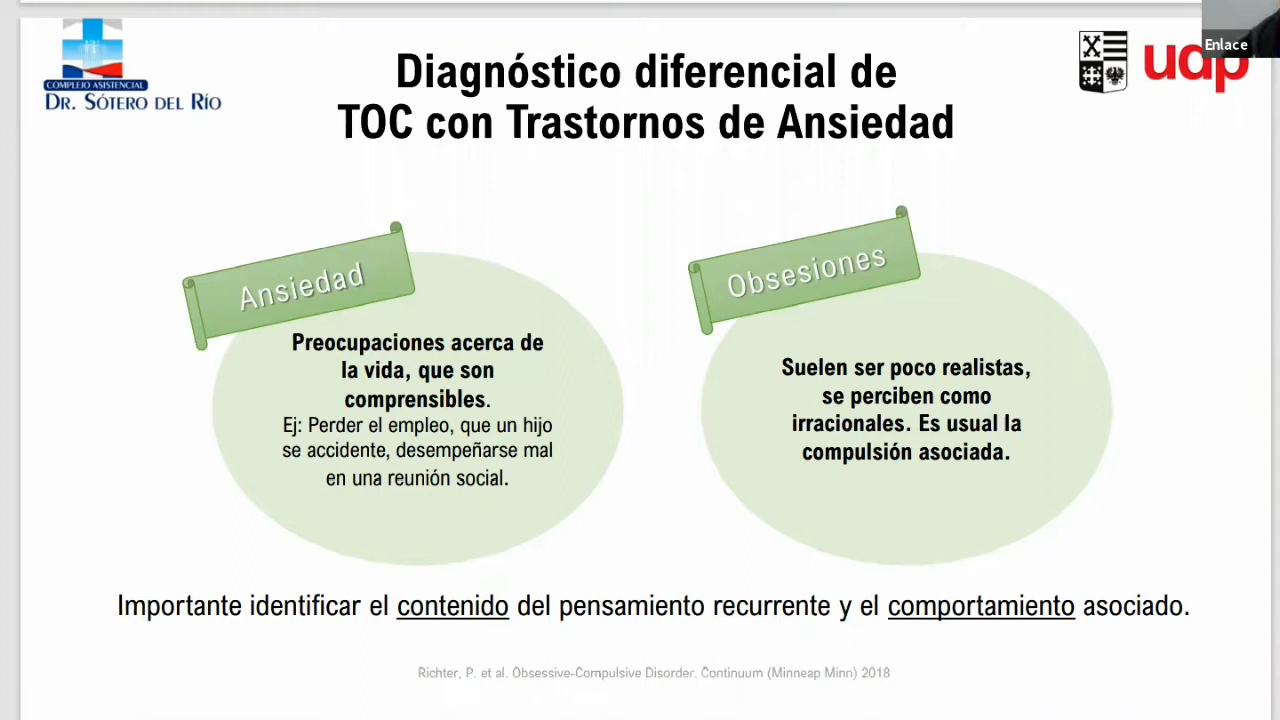 COMPLEJO ASISTENCIAL
DR. SÓTERO DEL RÍO
Diagnóstico diferencial de
TOC con Trastornos de Ansiedad
Enlace
udp
Ansiedad
Preocupaciones acerca de
la vida, que son
comprensibles.
Ej: Perder el empleo, que un hijo
se accidente, desempeñarse mal
en una reunión social.
Obsesiones
Suelen ser poco realistas,
se perciben como
irracionales. Es usual la
compulsión asociada.
Importante identificar el contenido del pensamiento recurrente y el comportamiento asociado.
Richter, P. et al. Obsessive-Compulsive Disorder. Continuum (Minneap Minn) 2018